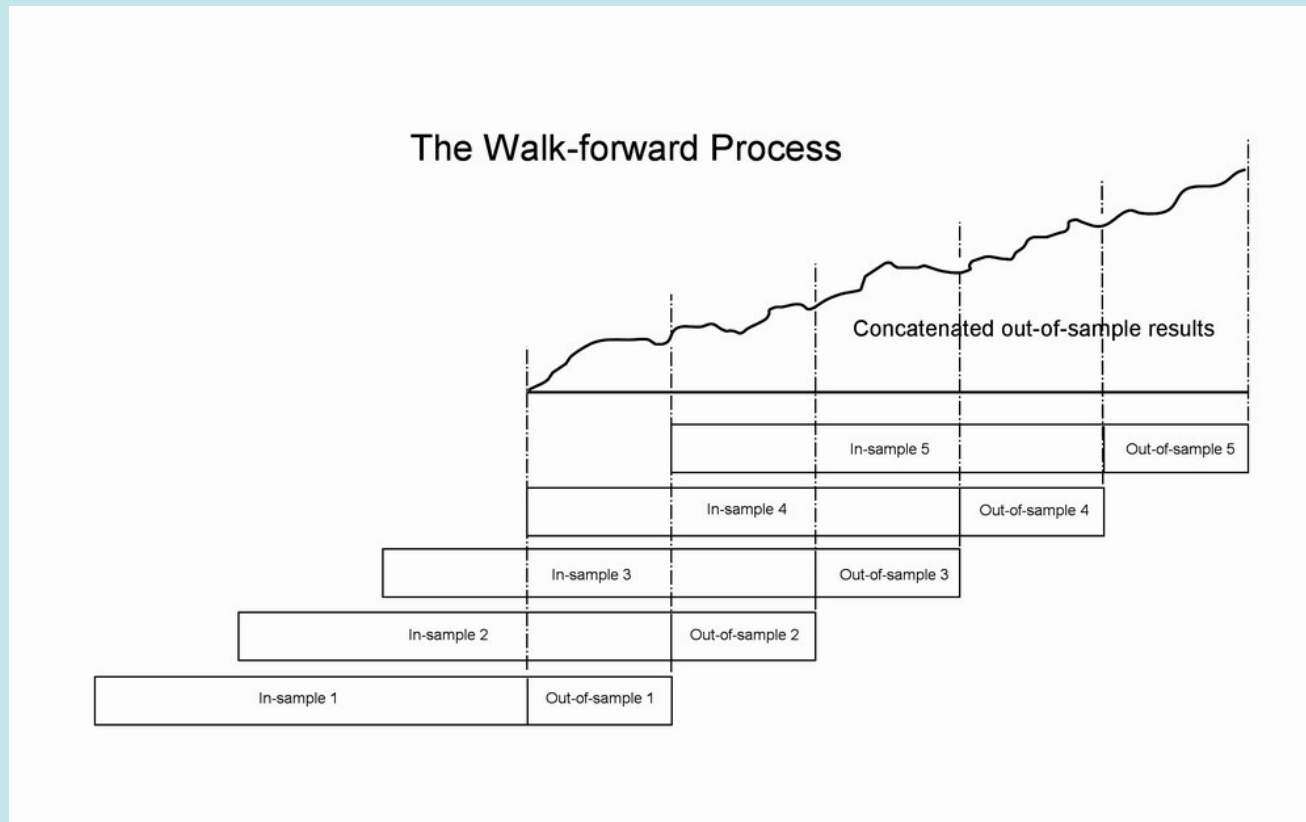 The Walk-forward Process
Concatenated out-of-sample results
In-sample 5
Out-of-sample 5
In-sample 4
Out-of-sample 4
In-sample 3
Out-of-sample 3
In-sample 2
Out-of-sample 2
In-sample 1
Out-of-sample 1